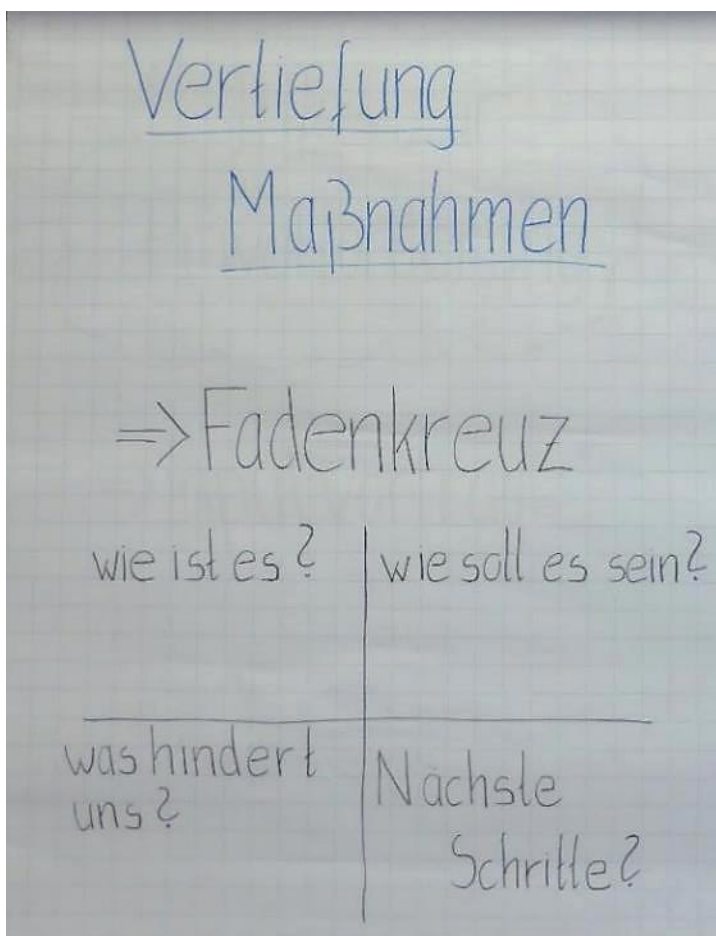 Vertiefung
Maßnahmen
=> Fadenkreuz
wie ist es?
wie soll es sein?
was hindert
uns?
Nächste
Schritte?